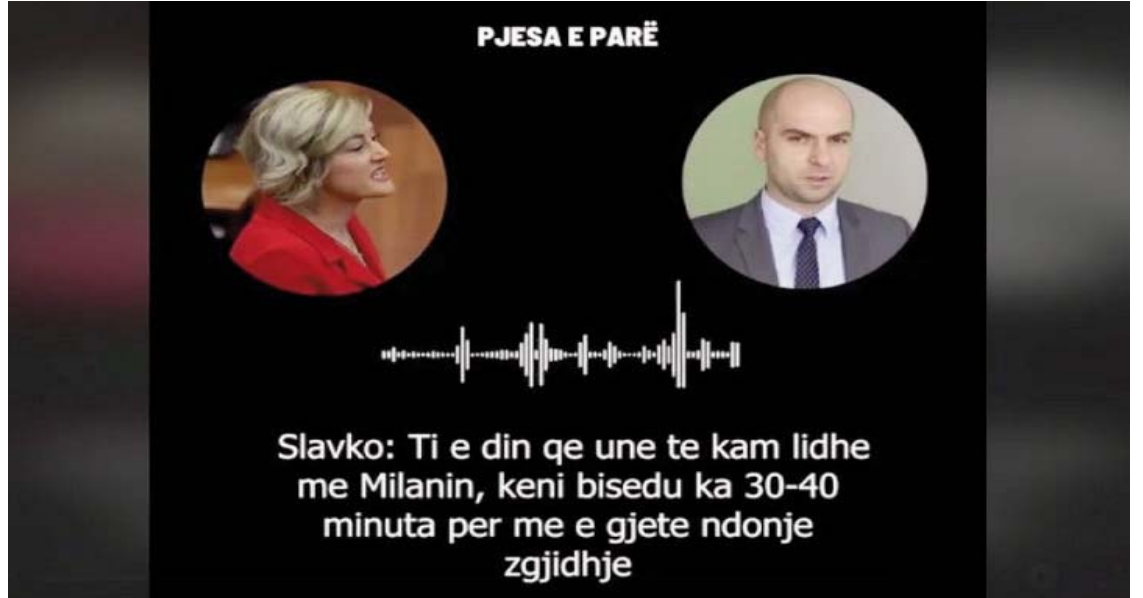 PJESA E PARË
Slavko: Ti e din qe une te kam lidhe
me Milanin, keni bisedu ka 30-40
minuta per me e gjete ndonje
zgjidhje